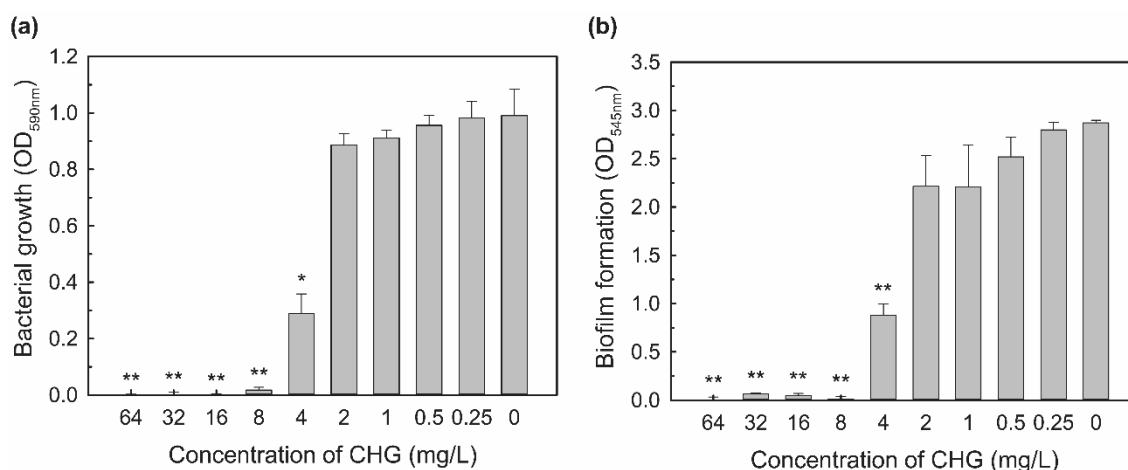 (a)
Bacterial growth (OD590nm)
1.2
1.0
0.8
0.6
0.4
0.2
0.0
** ** ** ** *
64 32 16 8 4 2 1 0.5 0.25 0
Concentration of CHG (mg/L)
(b)
Biofilm formation (OD545nm)
3.5
3.0
2.5
2.0
1.5
1.0
0.5
0.0
** ** ** ** **
64 32 16 8 4 2 1 0.5 0.25 0
Concentration of CHG (mg/L)